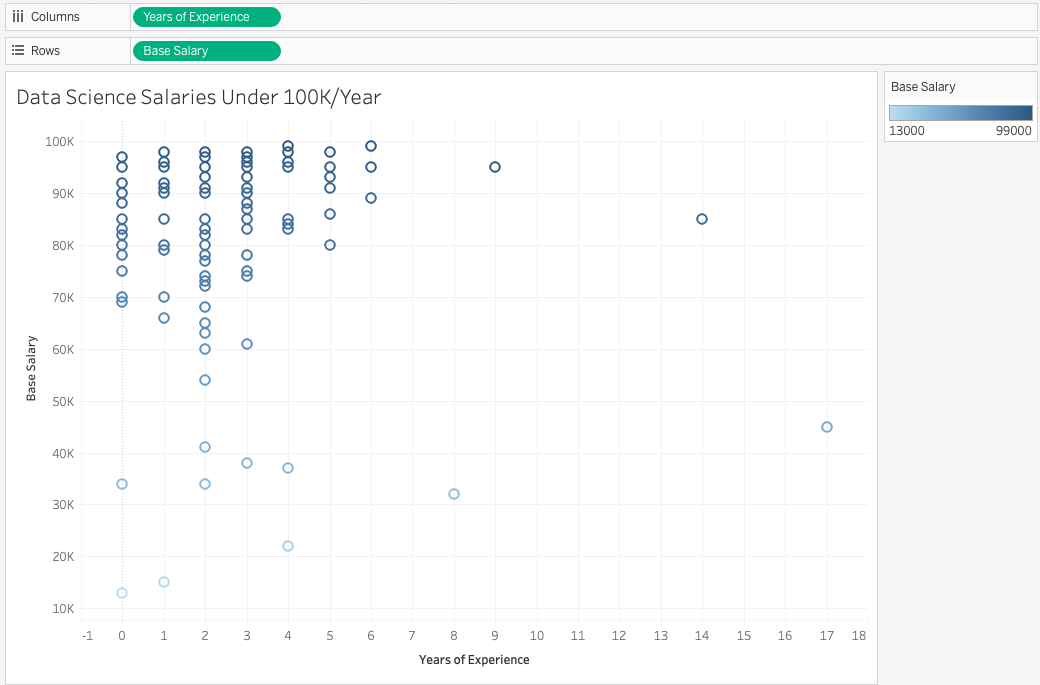 Columns
Years of Experience
Rows
Base Salary
Data Science Salaries Under 100K/Year
Base Salary
13000 99000
100K
90K
80K
70K
60K
50K
40K
30K
20K
10K
Base Salary
-1 0 1 2 3 4 5 6 7 8 9 10 11 12 13 14 15 16 17 18
Years of Experience